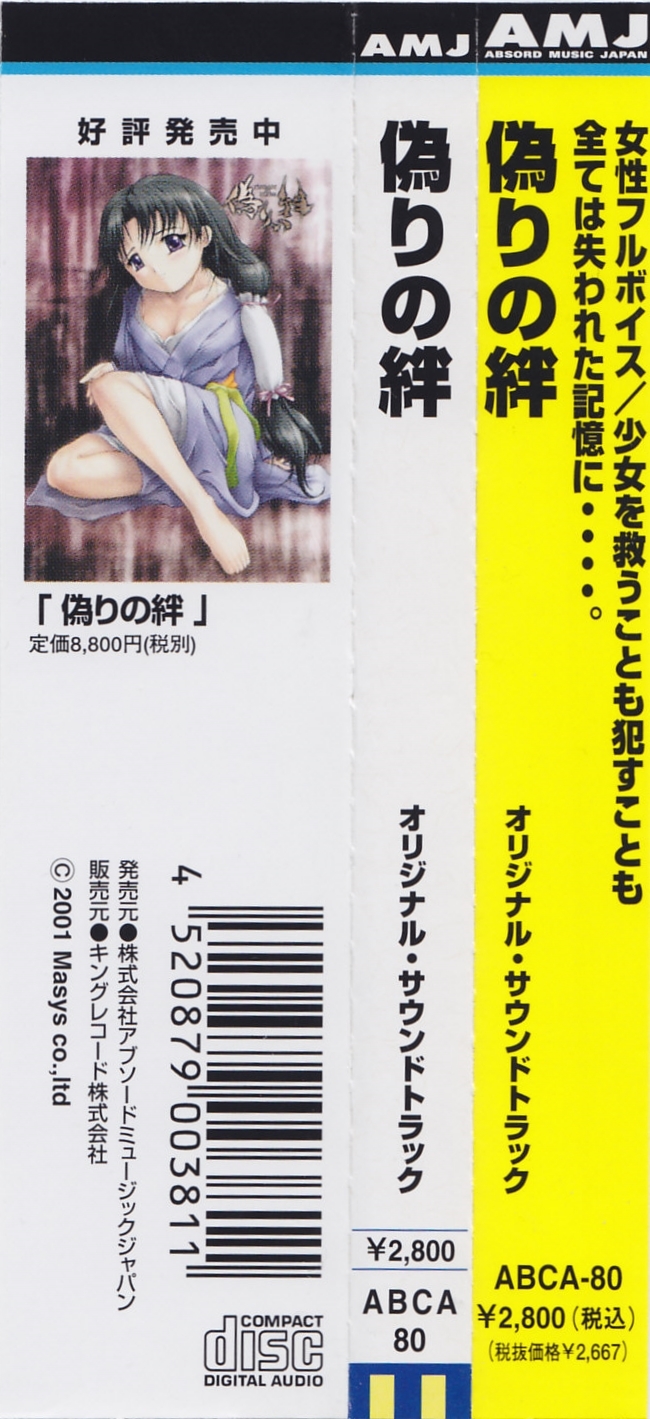 AMJ
ABSORD MUSIC JAPAN
女性フルボイス／少女を救うことも犯すことも
全ては失われた記憶に・・・・。
偽りの絆
オリジナル・サウンドトラック
ABCA-80
¥2,800（税込）
（税抜価格¥2,667）
AMJ
偽りの絆
オリジナル・サウンドトラック
¥2,800
ABCA
80
好評発売中
偽りの絆
「偽りの絆」
定価8,800円(税別)
4 520879 003811
発売元●株式会社アブソードミュージックジャパン
販売元●キングレコード株式会社
Ⓒ 2001 Masys co.,ltd
COMPACT
disc
DIGITAL AUDIO